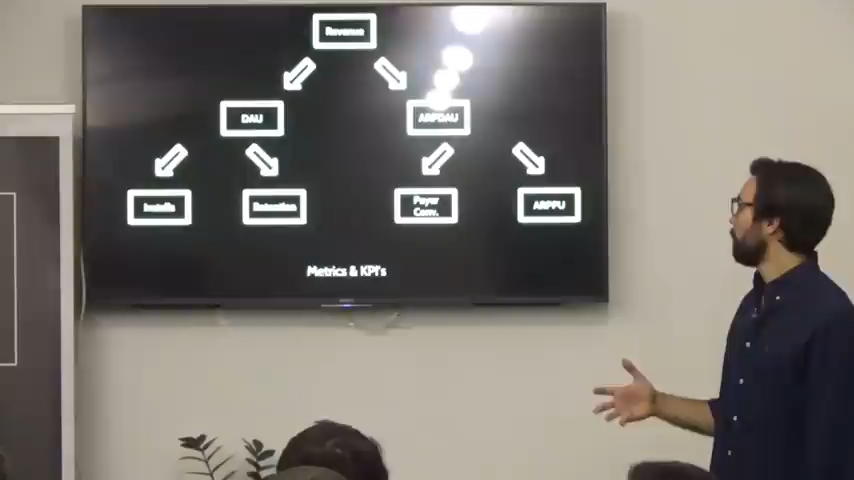 Revenue
DAU
ARPDAU
Installs
Retention
Payer
Conv.
ARPPU
Metrics & KPI's